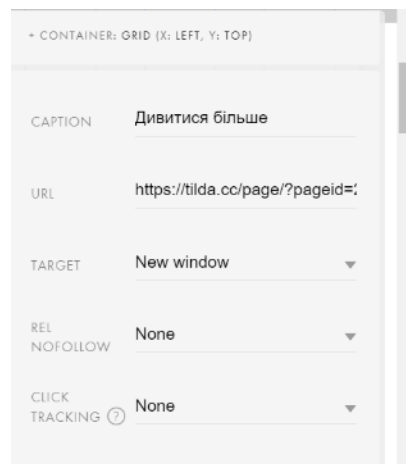 + CONTAINER: GRID (X: LEFT, Y: TOP)
CAPTION Дивитися більше
URL https://tilda.cc/page/?pageid=
TARGET New window
REL
NOFOLLOW None
CLICK
TRACKING ? None